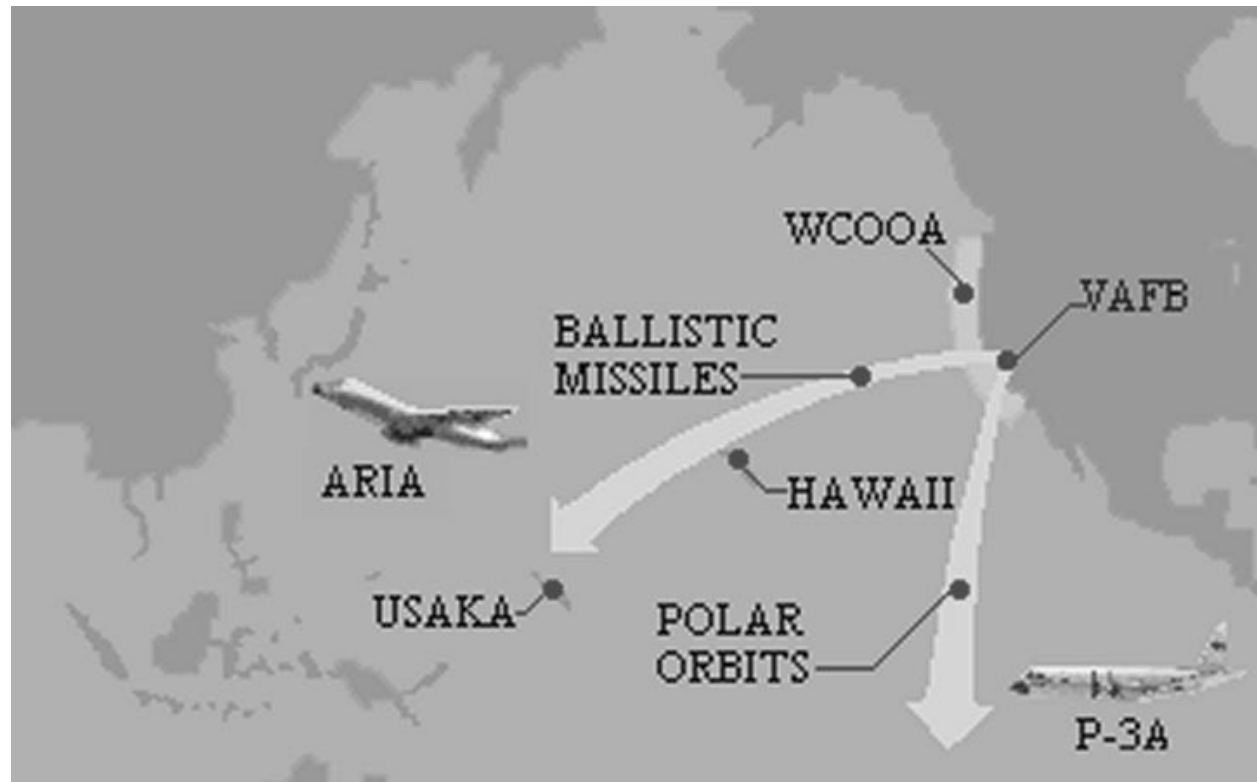 WCOOA
VAFB
BALLISTIC
MISSILES
ARIA
HAWAII
USAKA
POLAR
ORBITS
P-3A